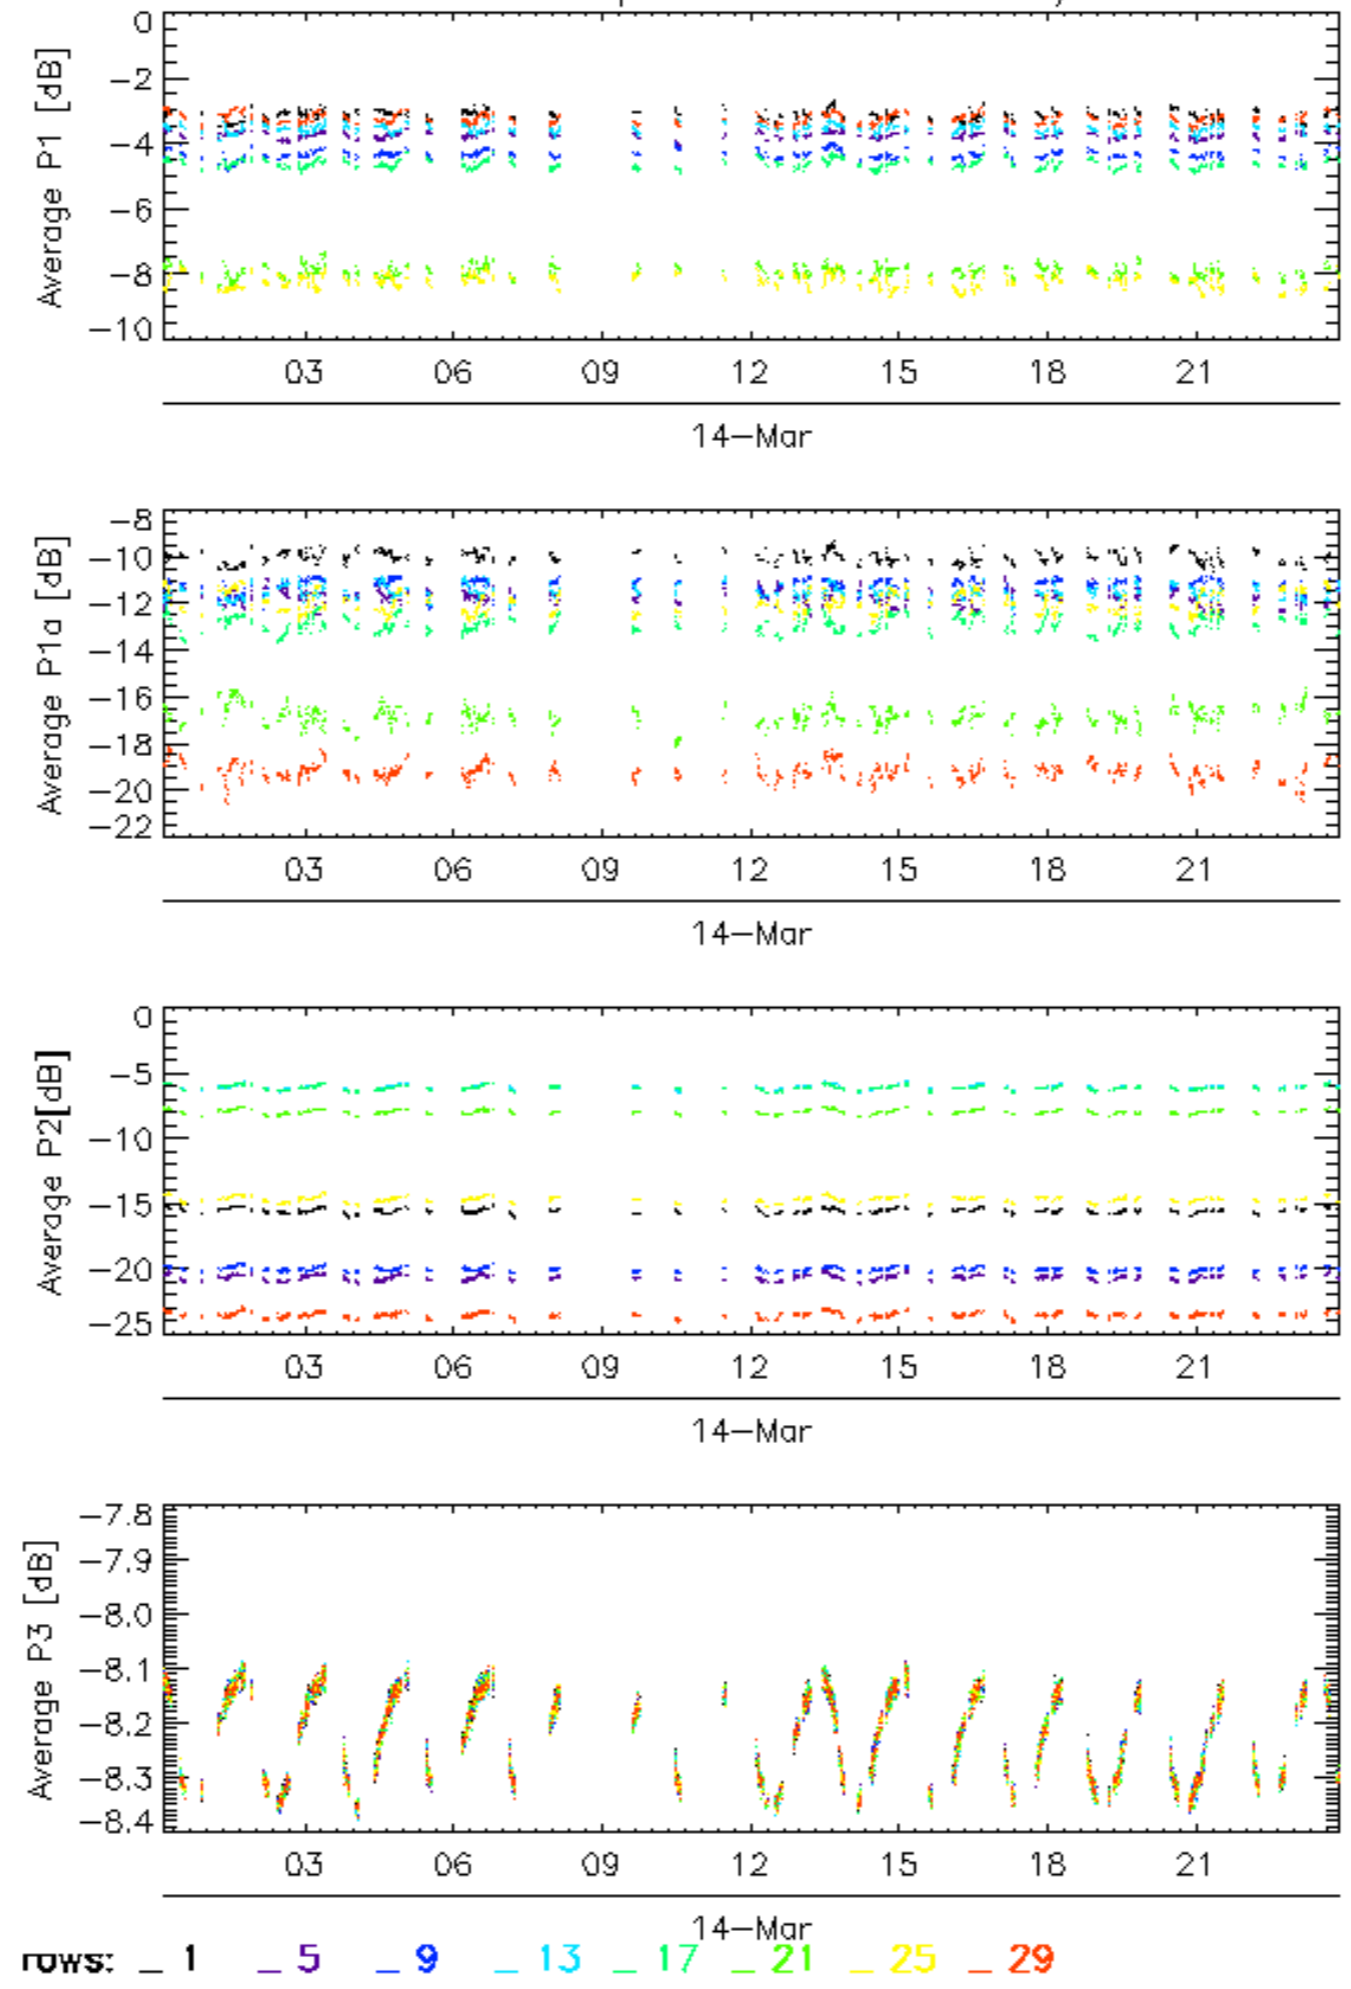 0
−2
−4
−6
−8
−10
Average P1 [dB]
03 06 09 12 15 18 21
14−Mar
−8
−10
−12
−14
−16
−18
−20
−22
Average P1a [dB]
03 06 09 12 15 18 21
14−Mar
0
−5
−10
−15
−20
−25
Average P2[dB]
03 06 09 12 15 18 21
14−Mar
−7.8
−7.9
−8.0
−8.1
−8.2
−8.3
−8.4
Average P3 [dB]
03 06 09 12 15 18 21
14−Mar
rows: _ 1 _ 5 _ 9 _ 13 _ 17 _ 21 _ 25 _ 29